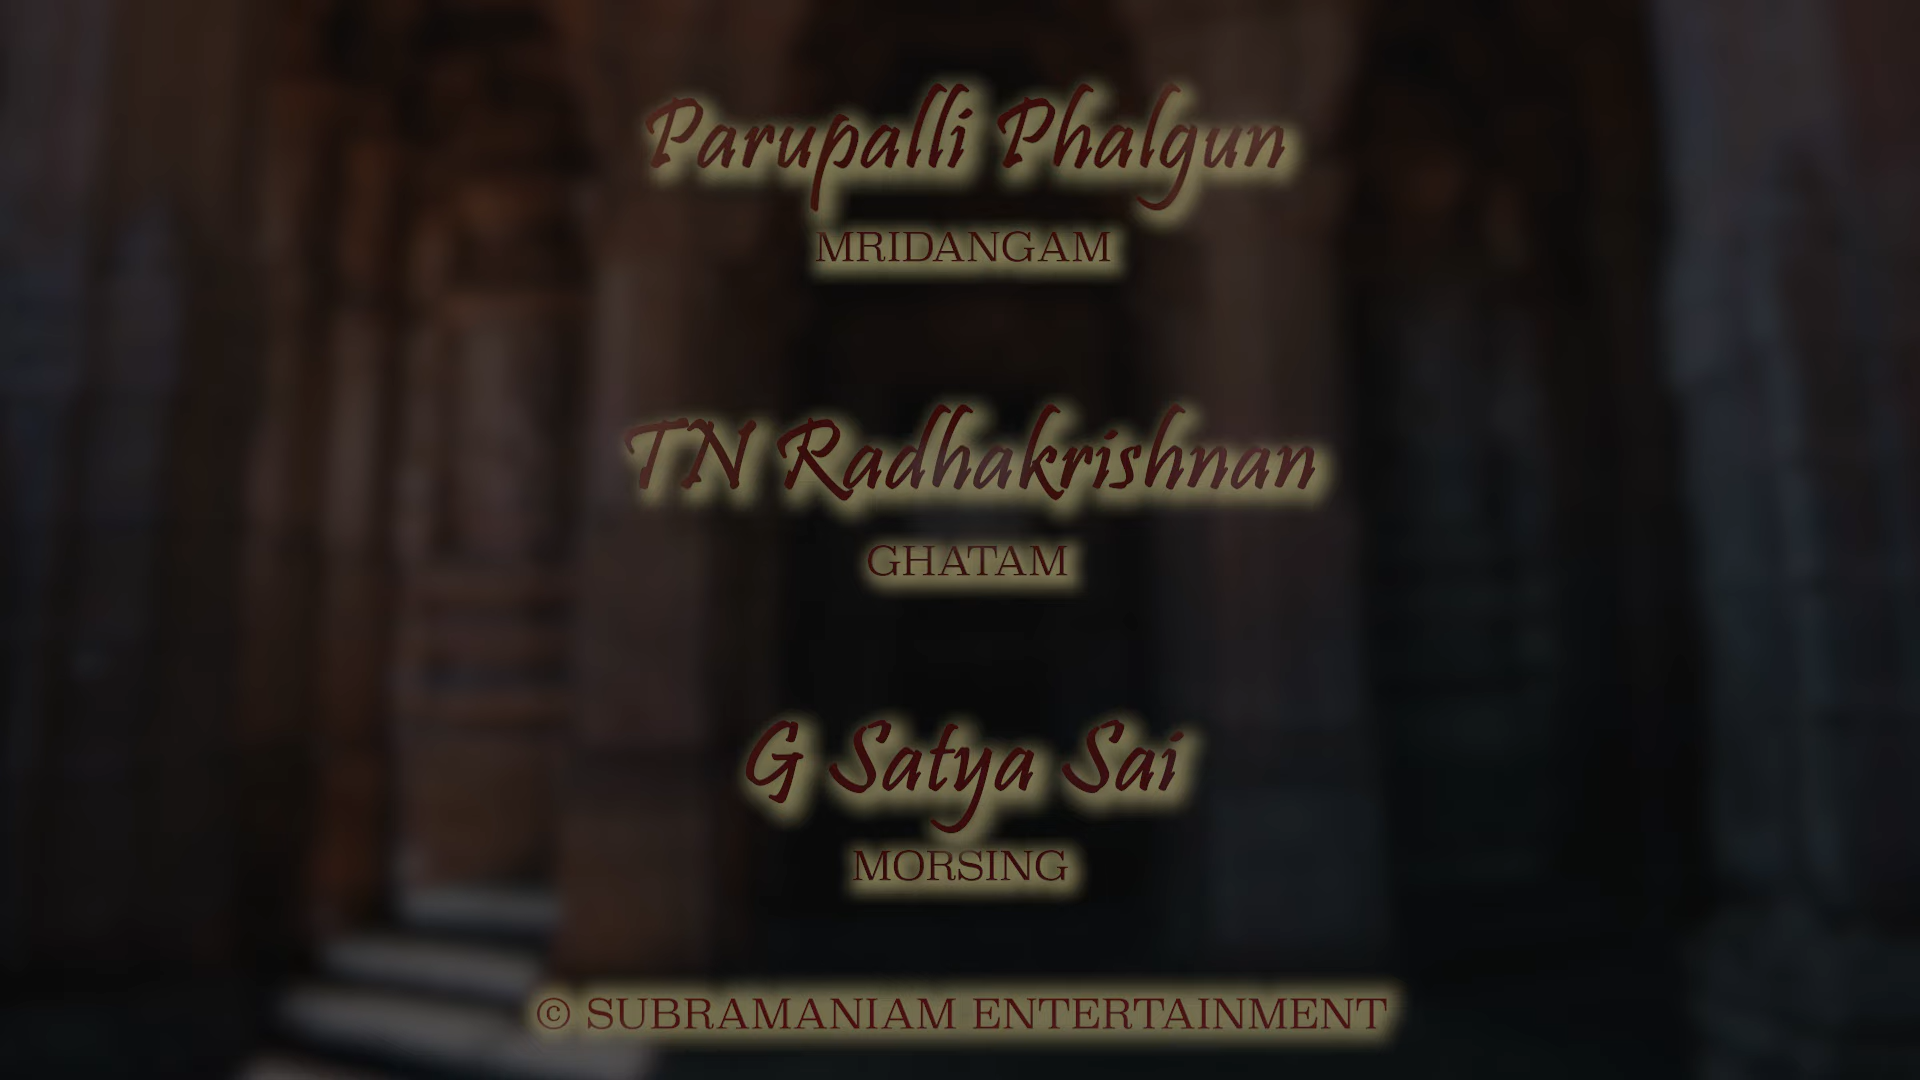 Parupalli Phalgun
MRIDANGAM
TN Radhakrishnan
GHATAM
G Satya Sai
MORSING
© SUBRAMANIAM ENTERTAINMENT